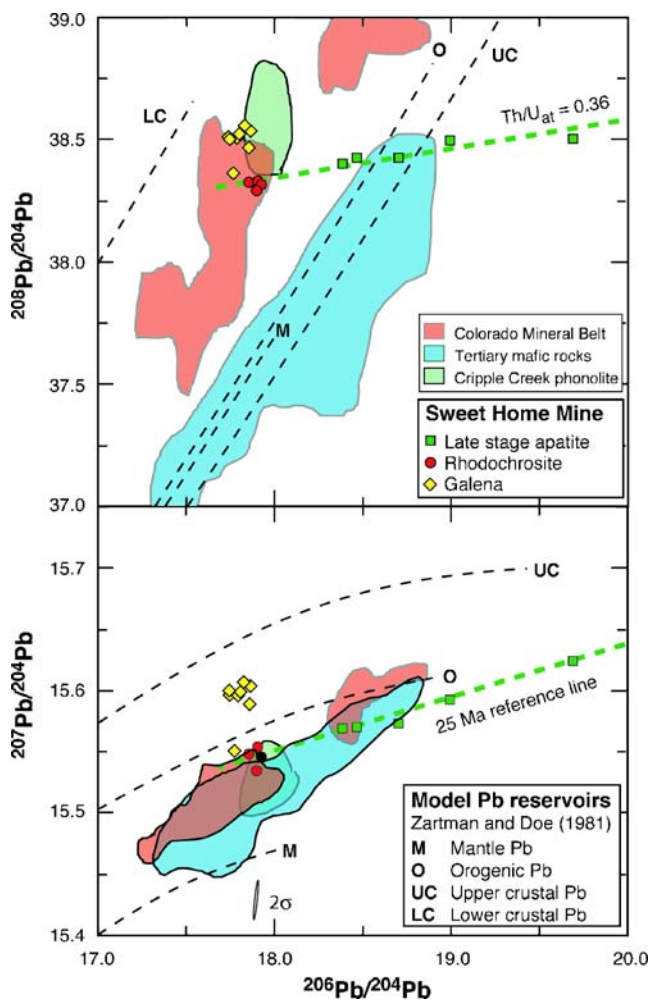 39.0
38.5
38.0
37.5
37.0
208Pb/204Pb
LC
O
UC
M
Th/Uat = 0.36
Colorado Mineral Belt
Tertiary mafic rocks
Cripple Creek phonolite
Sweet Home Mine
Late stage apatite
Rhodochrosite
Galena
15.7
15.6
15.5
15.4
207Pb/204Pb
UC
O
M
25 Ma reference line
2σ
Model Pb reservoirs
Zartman and Doe (1981)
M Mantle Pb
O Orogenic Pb
UC Upper crustal Pb
LC Lower crustal Pb
17.0 18.0 19.0 20.0
206Pb/204Pb